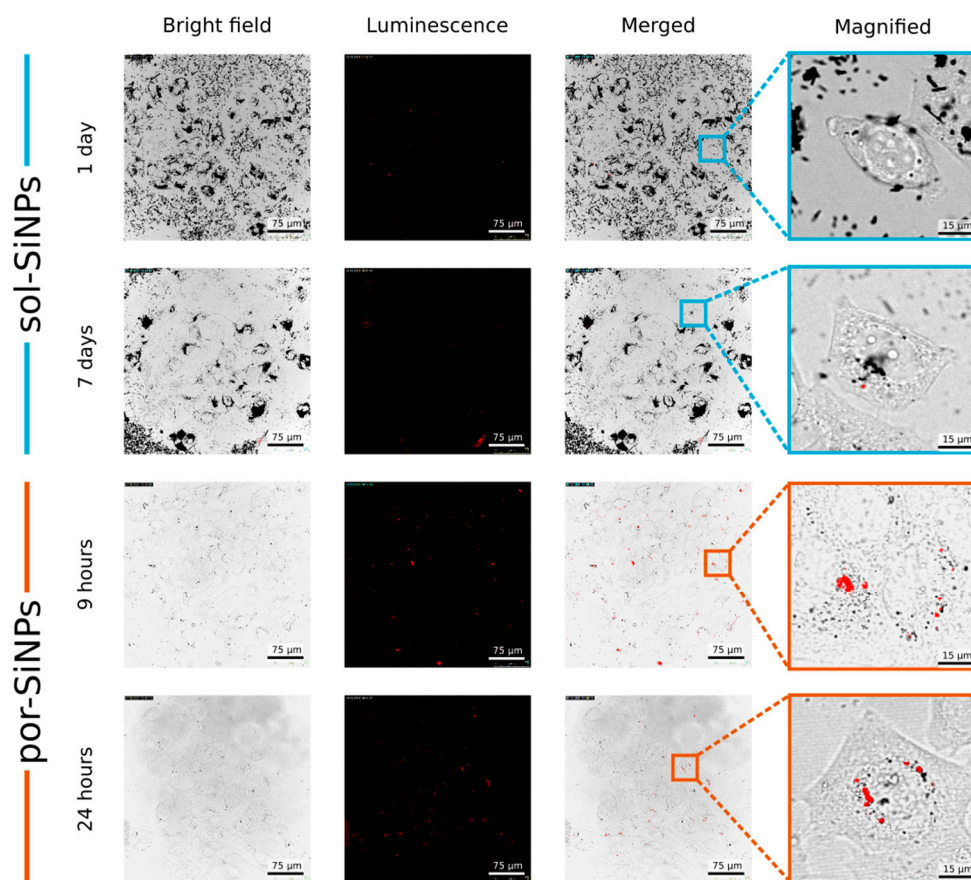 Bright field Luminescence Merged Magnified
sol-SiNPs
1 day
75 µm 75 µm 75 µm 15 µm
7 days
75 µm 75 µm 75 µm 15 µm
por-SiNPs
9 hours
75 µm 75 µm 75 µm 15 µm
24 hours
75 µm 75 µm 75 µm 15 µm